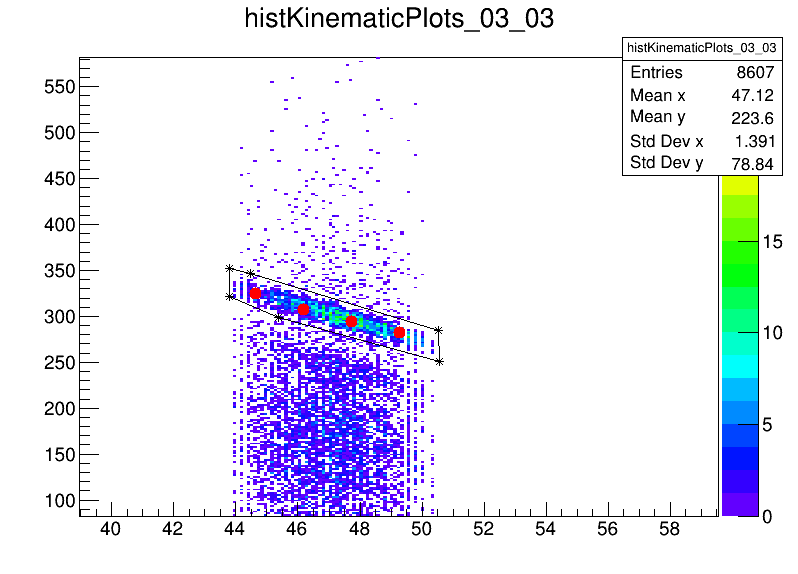 histKinematicPlots_03_03
histKinematicPlots_03_03
Entries 8607
Mean x 47.12
Mean y 223.6
Std Dev x 1.391
Std Dev y 78.84
550
500
450
400
350
300
250
200
150
100
15
10
5
0
40 42 44 46 48 50 52 54 56 58